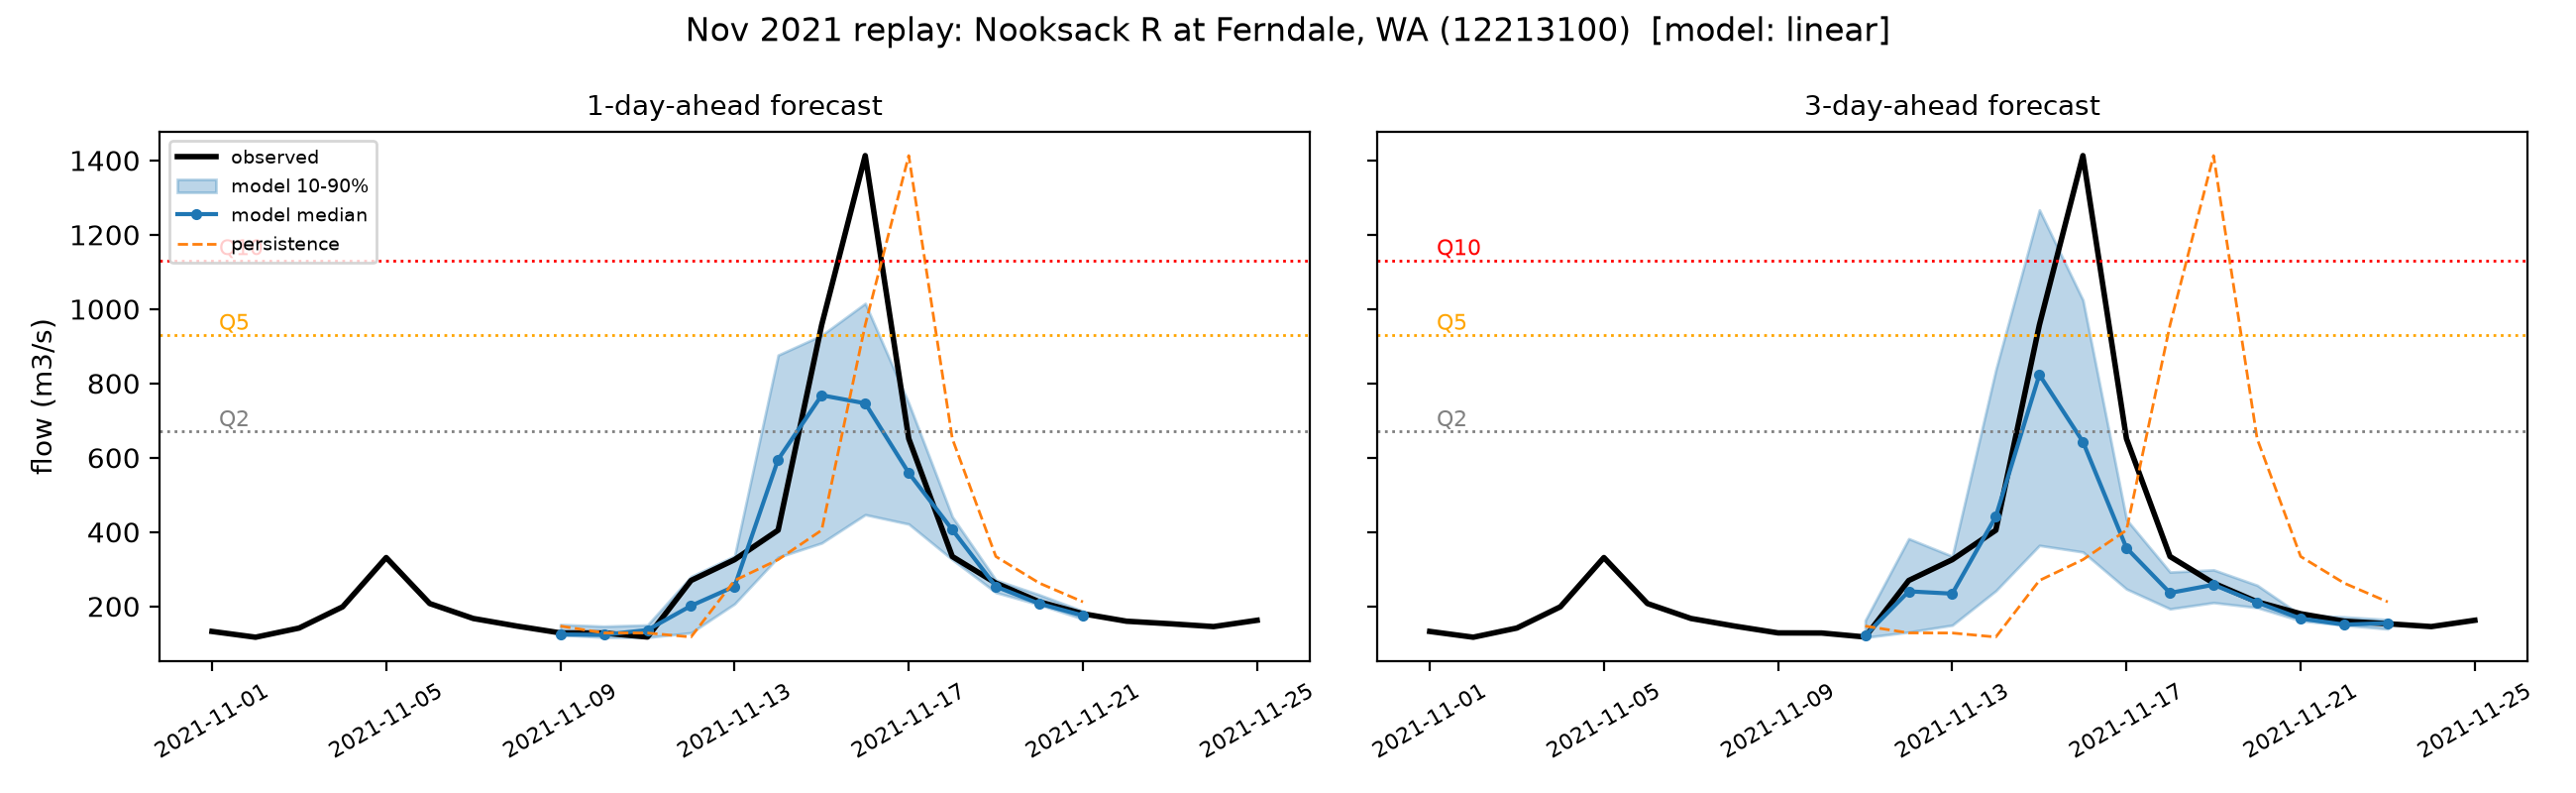 Nov 2021 replay: Nooksack R at Ferndale, WA (12213100)  [model: linear]
1-day-ahead forecast
observed
model 10-90%
model median
persistence
Q10
Q5
Q2
flow (m3/s)
1400
1200
1000
800
600
400
200
2021-11-01
2021-11-05
2021-11-09
2021-11-13
2021-11-17
2021-11-21
2021-11-25
3-day-ahead forecast
Q10
Q5
Q2
2021-11-01
2021-11-05
2021-11-09
2021-11-13
2021-11-17
2021-11-21
2021-11-25